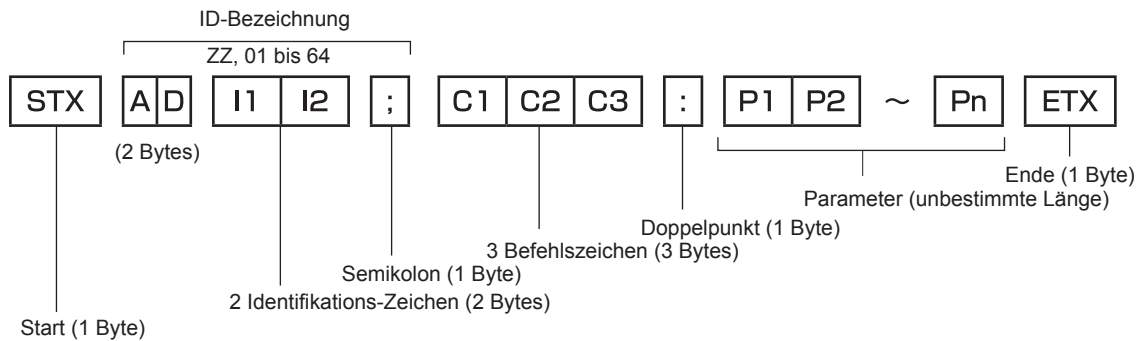 ID-Bezeichnung
ZZ, 01 bis 64
STX A D I1 I2 ; C1 C2 C3 : P1 P2 ～ Pn ETX
(2 Bytes)
Ende (1 Byte)
Parameter (unbestimmte Länge)
Doppelpunkt (1 Byte)
3 Befehlszeichen (3 Bytes)
Semikolon (1 Byte)
2 Identifikations-Zeichen (2 Bytes)
Start (1 Byte)